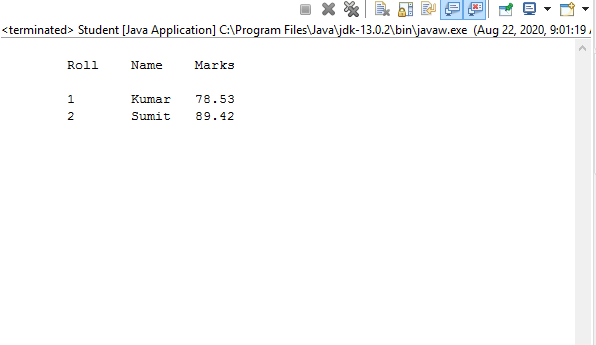 <terminated> Student [Java Application] C:\Program Files\Java\jdk-13.0.2\bin\javaw.exe (Aug 22, 2020, 9:01:19 
Roll Name Marks
1 Kumar 78.53
2 Sumit 89.42